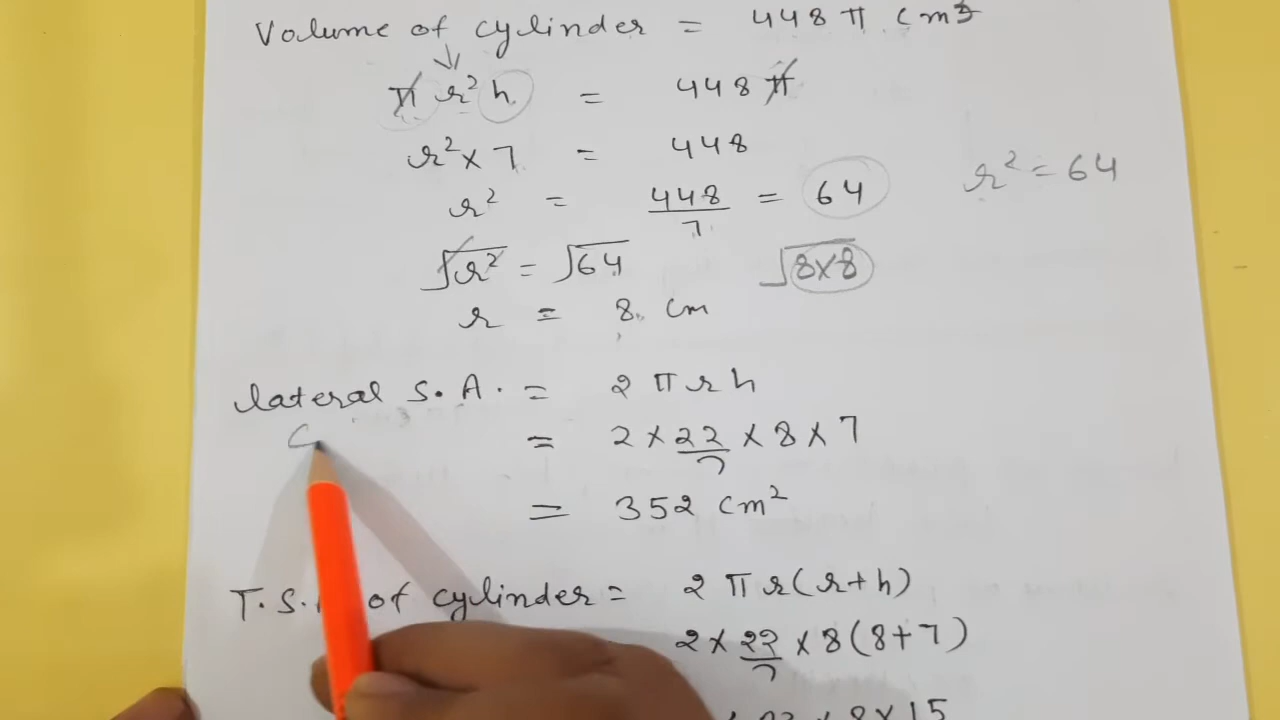 Volume of cylinder = 448 π cm³
π r² h = 448 π
r² × 7 = 448
r² = 448/7 = 64 r² = 64
√r² = √64 √8×8
r = 8 cm
lateral S.A. = 2 π r h
C = 2 × 22/7 × 8 × 7
= 352 cm²
T.S. of cylinder = 2 π r (r + h)
2 × 22/7 × 8 (8 + 7)
× 8 × 15